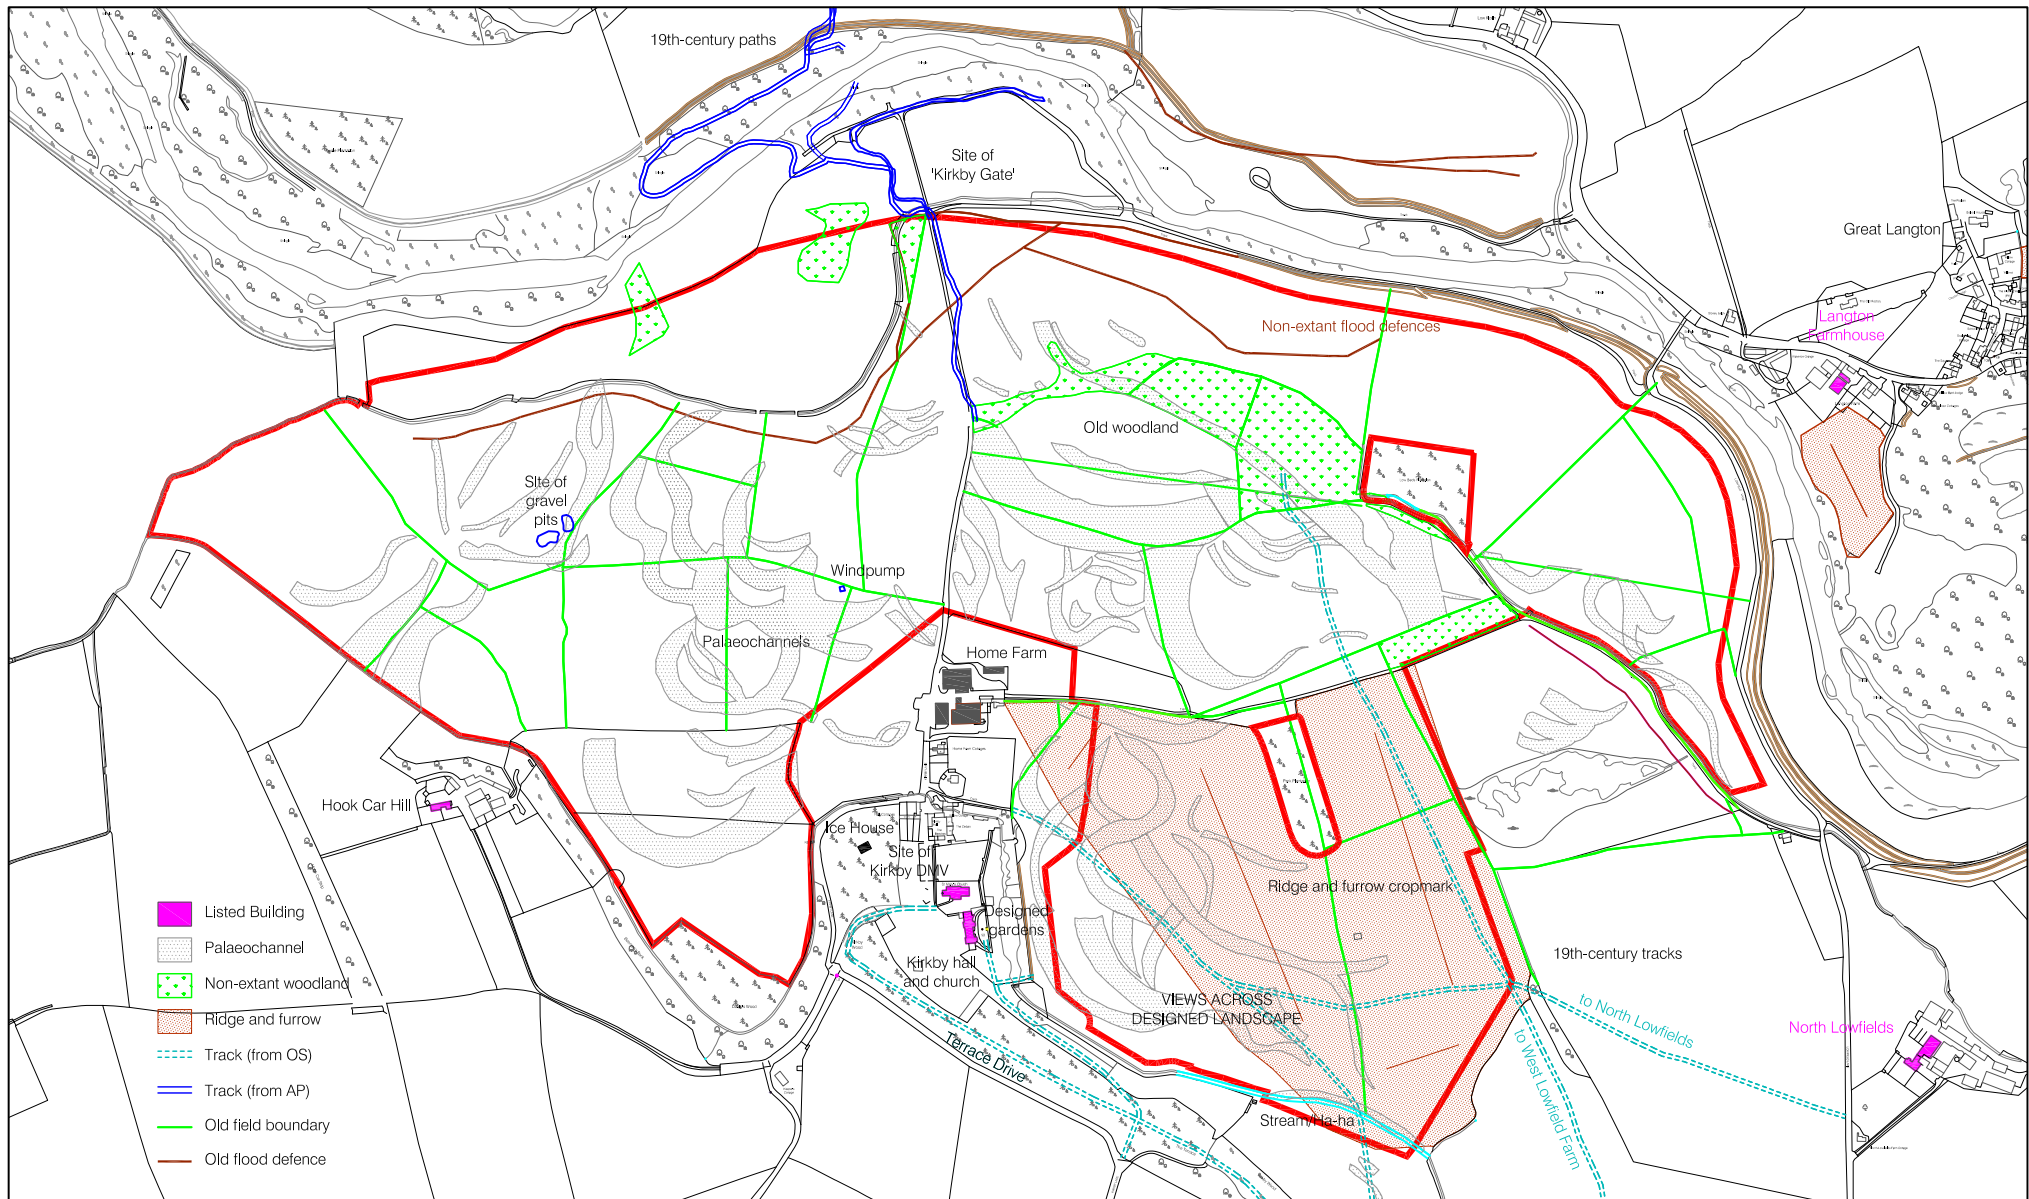 19th-century paths
Site of
'Kirkby Gate'
Great Langton
Langton
Farmhouse
Non-extant flood defences
Old woodland
SIte of
gravel
pits
Windpump
Palaeochannels
Home Farm
Hook Car Hill
Ice House
Site of
Kirkby DMV
Designed
gardens
Kirkby hall
and church
Ridge and furrow cropmark
19th-century tracks
VIEWS ACROSS
DESIGNED LANDSCAPE
to North Lowfields
to West Lowfield Farm
North Lowfields
Terrace Drive
Stream/Ha-ha
Listed Building
Palaeochannel
Non-extant woodland
Ridge and furrow
Track (from OS)
Track (from AP)
Old field boundary
Old flood defence